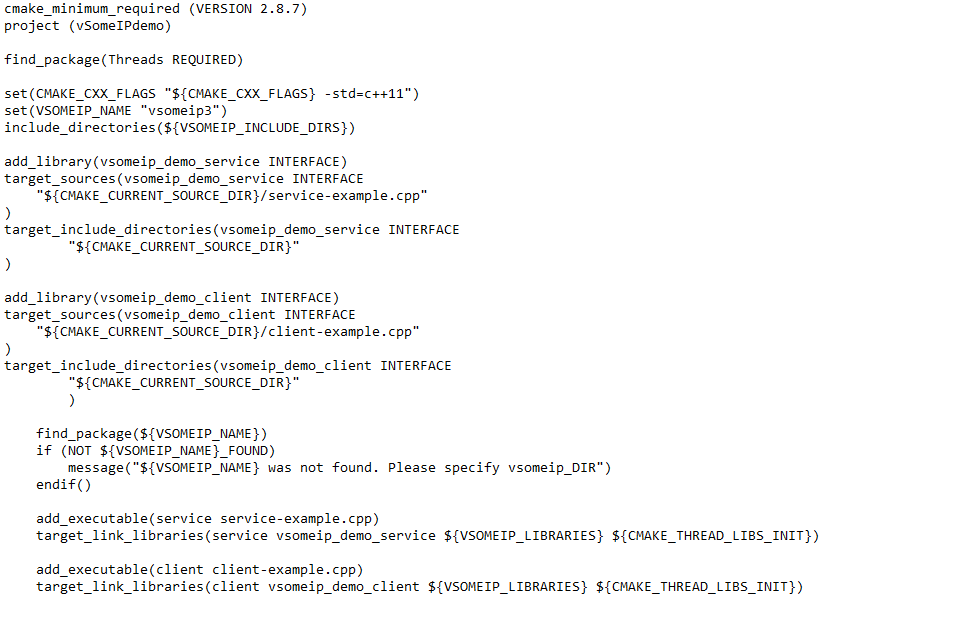 cmake_minimum_required (VERSION 2.8.7)
project (vSomeIPdemo)

find_package(Threads REQUIRED)

set(CMAKE_CXX_FLAGS "${CMAKE_CXX_FLAGS} -std=c++11")
set(VSOMEIP_NAME "vsomeip3")
include_directories(${VSOMEIP_INCLUDE_DIRS})

add_library(vsomeip_demo_service INTERFACE)
target_sources(vsomeip_demo_service INTERFACE
    "${CMAKE_CURRENT_SOURCE_DIR}/service-example.cpp"
)
target_include_directories(vsomeip_demo_service INTERFACE
        "${CMAKE_CURRENT_SOURCE_DIR}"
)

add_library(vsomeip_demo_client INTERFACE)
target_sources(vsomeip_demo_client INTERFACE
    "${CMAKE_CURRENT_SOURCE_DIR}/client-example.cpp"
)
target_include_directories(vsomeip_demo_client INTERFACE
        "${CMAKE_CURRENT_SOURCE_DIR}"
        )

    find_package(${VSOMEIP_NAME})
    if (NOT ${VSOMEIP_NAME}_FOUND)
        message("${VSOMEIP_NAME} was not found. Please specify vsomeip_DIR")
    endif()

    add_executable(service service-example.cpp)
    target_link_libraries(service vsomeip_demo_service ${VSOMEIP_LIBRARIES} ${CMAKE_THREAD_LIBS_INIT})

    add_executable(client client-example.cpp)
    target_link_libraries(client vsomeip_demo_client ${VSOMEIP_LIBRARIES} ${CMAKE_THREAD_LIBS_INIT})